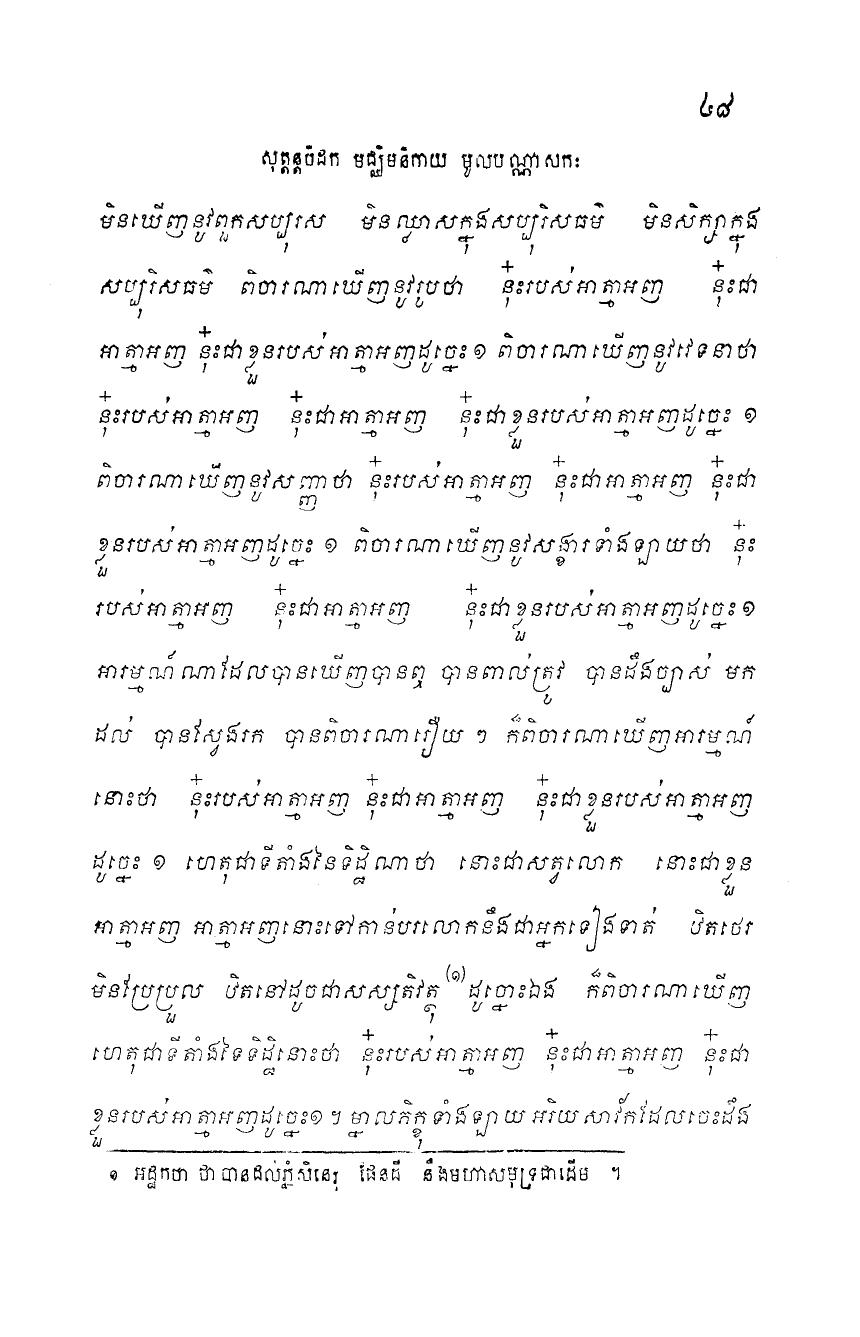 ៤៨
សុត្តន្តបិដក មជ្ឈិមនិកាយ មូលបណ្ណាសកៈ
មិនឃើញនូវពួកសប្បុរស មិនឈ្លាសក្នុងសប្បុរិសធម៌ មិនសិក្សាក្នុង
សប្បុរិសធម៌ ពិចារណាឃើញនូវរូបថា នុ៎ះរបស់អាត្មាអញ នុ៎ះជា
អាត្មាអញ នុ៎ះជាខ្លួនរបស់អាត្មាអញដូច្នេះ១ ពិចារណាឃើញនូវវេទនាថា
នុ៎ះរបស់អាត្មាអញ នុ៎ះជាអាត្មាអញ នុ៎ះជាខ្លួនរបស់អាត្មាអញដូច្នេះ ១
ពិចារណាឃើញនូវសញ្ញាថា នុ៎ះរបស់អាត្មាអញ នុ៎ះជាអាត្មាអញ នុ៎ះជា
ខ្លួនរបស់អាត្មាអញដូច្នេះ ១ ពិចារណាឃើញនូវសង្ខារទាំងឡាយថា នុ៎ះ
របស់អាត្មាអញ នុ៎ះជាអាត្មាអញ នុ៎ះជាខ្លួនរបស់អាត្មាអញដូច្នេះ១
អារម្មណ៍ណាដែលបានឃើញបានឮ បានពាល់ត្រូវ បានដឹងច្បាស់ មក
ដល់ បានស្វែងរក បានពិចារណារឿយ ៗ ក៏ពិចារណាឃើញអារម្មណ៍
នោះថា នុ៎ះរបស់អាត្មាអញ នុ៎ះជាអាត្មាអញ នុ៎ះជាខ្លួនរបស់អាត្មាអញ
ដូច្នេះ ១ ហេតុជាទីតាំងនៃទិដ្ឋិណាថា នោះជាសត្វលោក នោះជាខ្លួន
អាត្មាអញ អាត្មាអញនោះទៅកាន់បរលោកនឹងជាអ្នកទៀងទាត់ ឋិតថេរ
មិនប្រែប្រួល ឋិតនៅដូចជាសស្សតិវត្ថុ (១) ដូច្នោះឯង ក៏ពិចារណាឃើញ
ហេតុជាទីតាំងទៃទិដ្ឋិនោះថា នុ៎ះរបស់អាត្មាអញ នុ៎ះជាអាត្មាអញ នុ៎ះជា
ខ្លួនរបស់អាត្មាអញដូច្នេះ១ ។ ម្នាលភិក្ខុទាំងឡាយ អរិយសាវ័កដែលចេះដឹង
១ អដ្ឋកថា ថា បានដល់ភ្នំសិនេរុ ផែនដី និងមហាសមុទ្រជាដើម ។